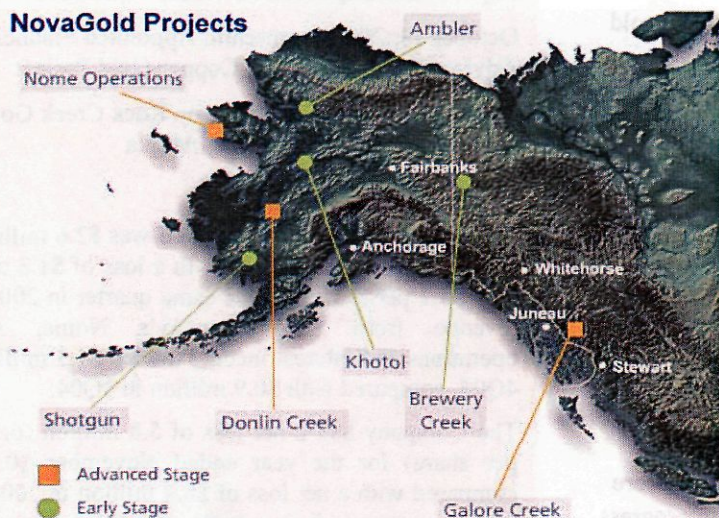 NovaGold Projects
Ambler
Nome Operations
Fairbanks
Anchorage
Whitehorse
Juneau
Stewart
Khotol
Brewery
Creek
Shotgun
Donlin Creek
Galore Creek
Advanced Stage
Early Stage